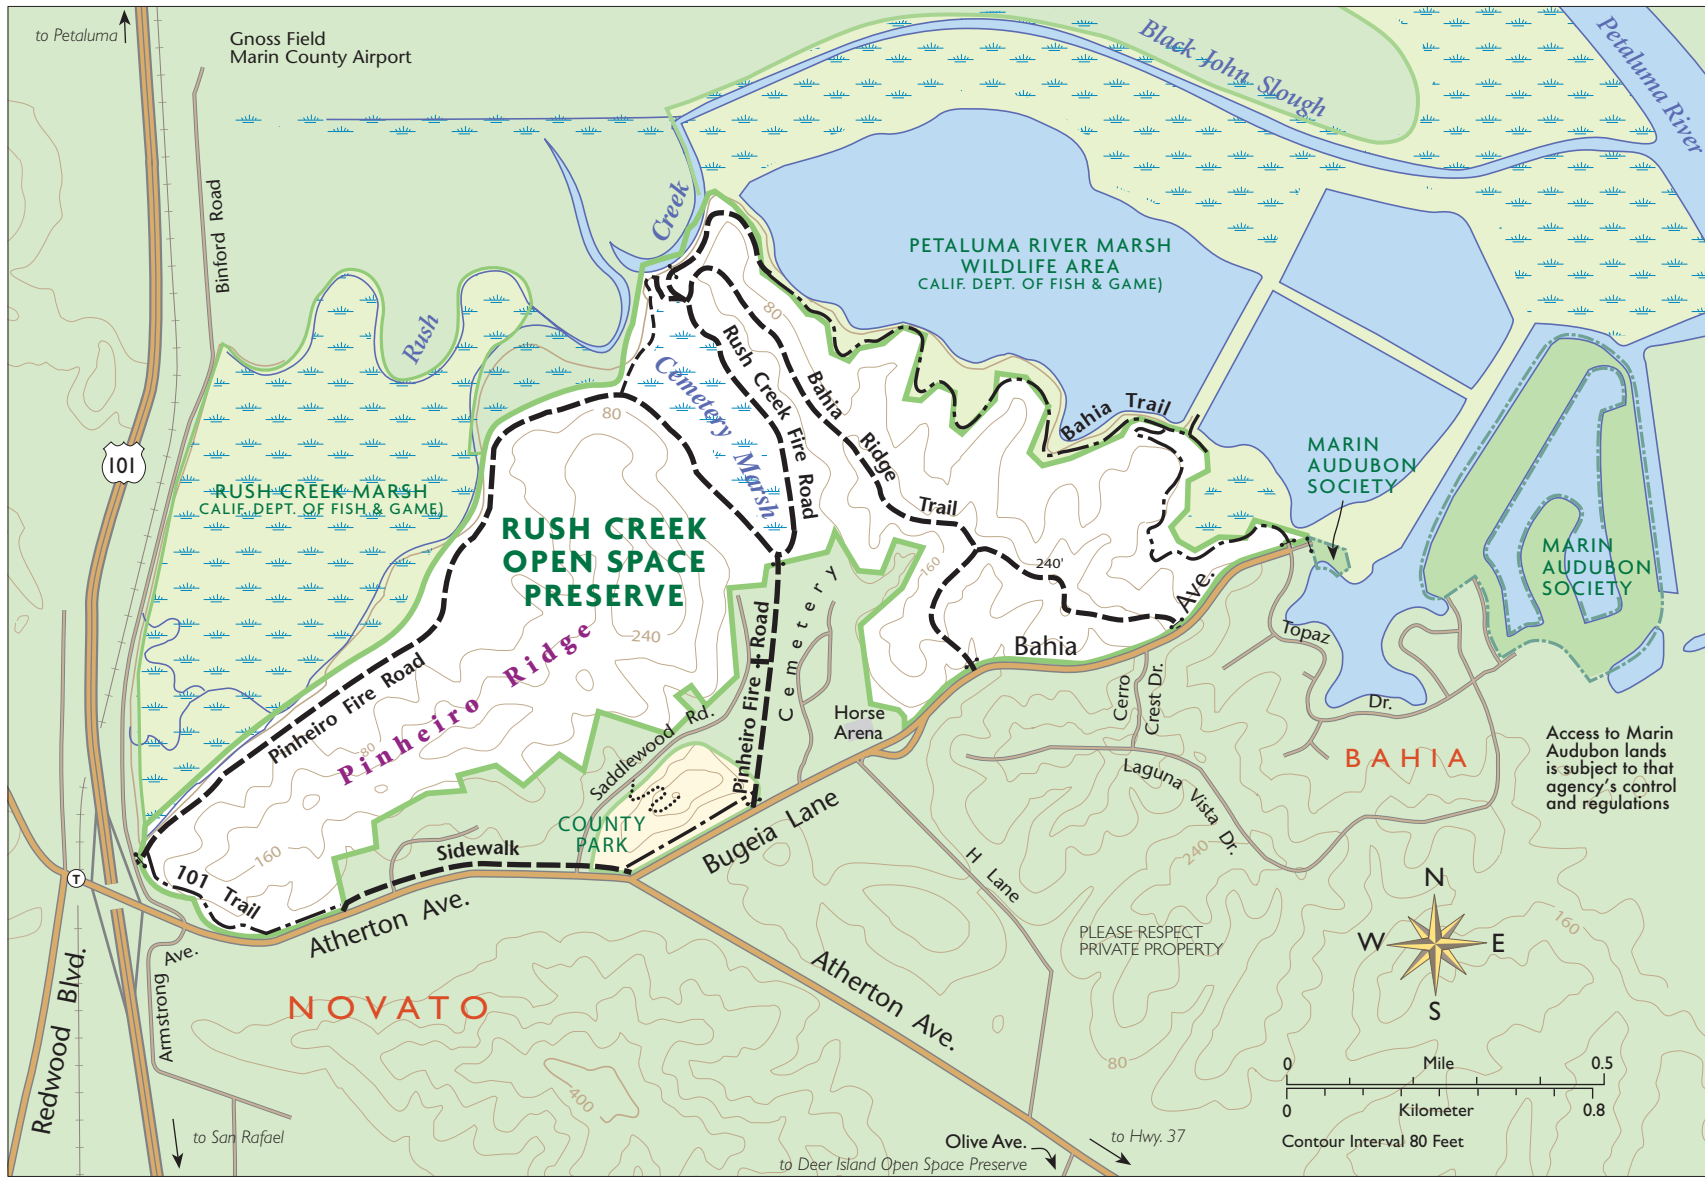 to Petaluma
Gnoss Field
Marin County Airport
Black John Slough
Petaluma River
Binford Road
Creek
Rush
PETALUMA RIVER MARSH
WILDLIFE AREA
CALIF. DEPT. OF FISH & GAME)
80
Rush Creek Fire Road
Cemetery Marsh
Bahia Ridge Trail
Bahia Trail
80
101
MARIN
AUDUBON
SOCIETY
RUSH CREEK MARSH
CALIF. DEPT. OF FISH & GAME)
RUSH CREEK
OPEN SPACE
PRESERVE
MARIN
AUDUBON
SOCIETY
160
240'
240
Cemetery
Pinheiro Fire Road
Pinheiro Ridge
80
Pinheiro Fire Road
Bahia Ave.
Topaz Dr.
Cerro
Crest Dr.
Horse
Arena
Saddlewood Rd.
Laguna Vista Dr.
BAHIA
Access to Marin
Audubon lands
is subject to that
agency's control
and regulations
COUNTY
PARK
Bugeia Lane
Sidewalk
160
240
T
101 Trail
H Lane
Atherton Ave.
Armstrong Ave.
Redwood Blvd.
NOVATO
Atherton Ave.
PLEASE RESPECT
PRIVATE PROPERTY
160
N
W
E
S
80
400
0
Mile
0.5
0
Kilometer
0.8
Contour Interval 80 Feet
to San Rafael
Olive Ave.
to Deer Island Open Space Preserve
to Hwy. 37